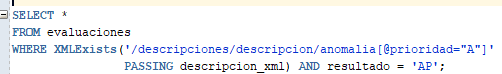 SELECT *
FROM evaluaciones
WHERE XMLExists('/descripciones/descripcion/anomalia[@prioridad="A"]'
PASSING descripcion_xml) AND resultado = 'AP';